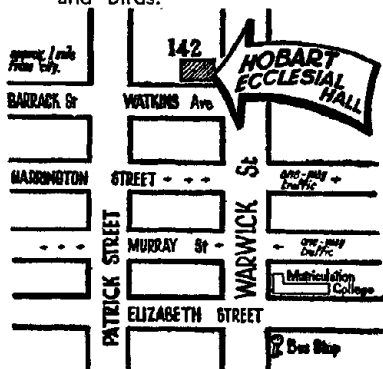 and birds.
142
HOBART
ECCLESIAL
HALL
approx. 1 mile
from city.
BARRACK St WATKINS Ave
HARRINGTON STREET
one-way
traffic
PATRICK STREET
WARWICK St
MURRAY St
one-way
traffic
Matriculation
College
ELIZABETH STREET
Bus Stop